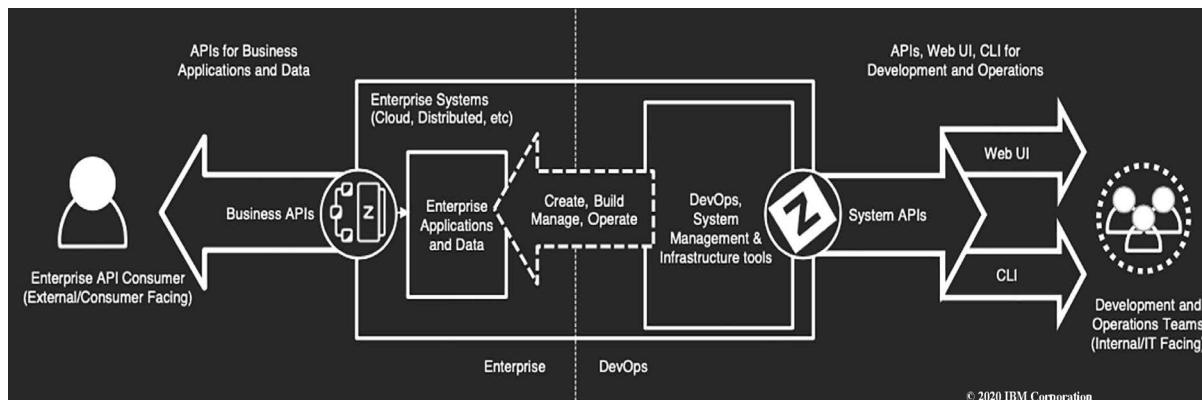 APIs for Business
Applications and Data
APIs, Web UI, CLI for
Development and Operations
Enterprise Systems
(Cloud, Distributed, etc)
Business APIs
Z
Enterprise
Applications
and Data
Create, Build
Manage, Operate
DevOps,
System
Management &
Infrastructure tools
Z
System APIs
Web UI
CLI
Enterprise API Consumer
(External/Consumer Facing)
Development and
Operations Teams
(Internal/IT Facing)
Enterprise
DevOps
© 2020 IBM Corporation